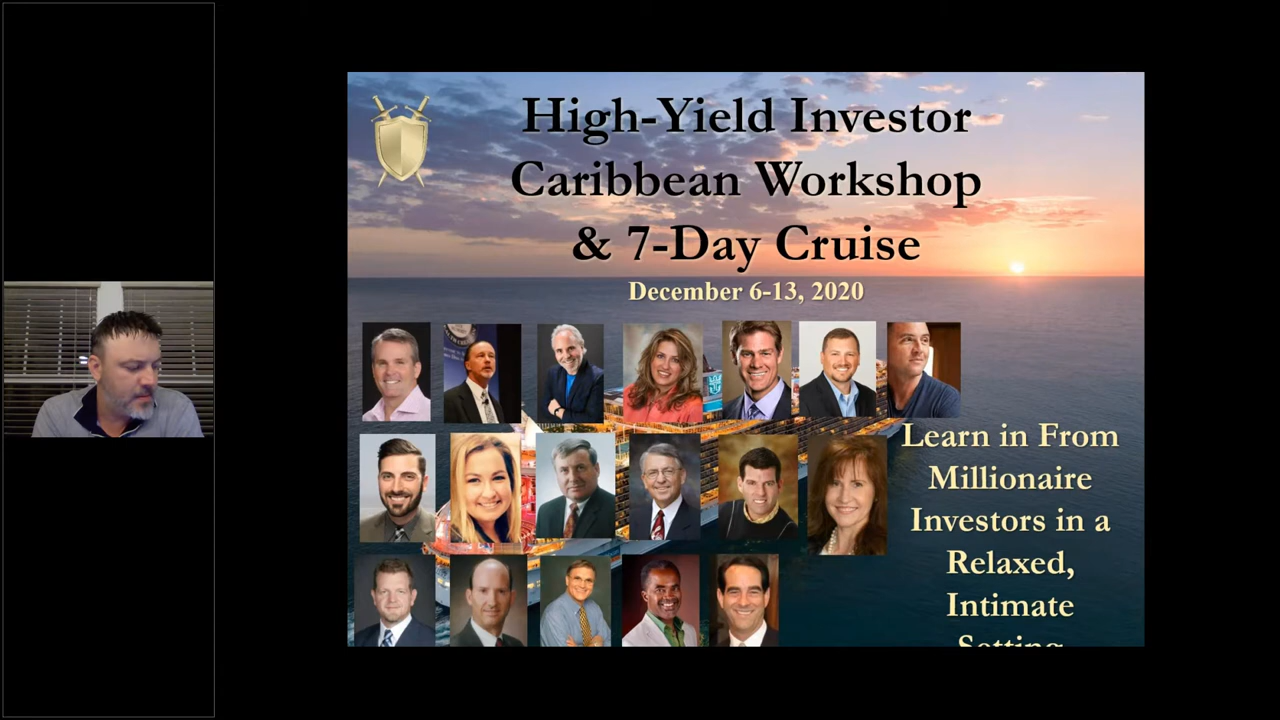 High-Yield Investor
Caribbean Workshop
& 7-Day Cruise
December 6-13, 2020
Learn in From
Millionaire
Investors in a
Relaxed,
Intimate
Setting